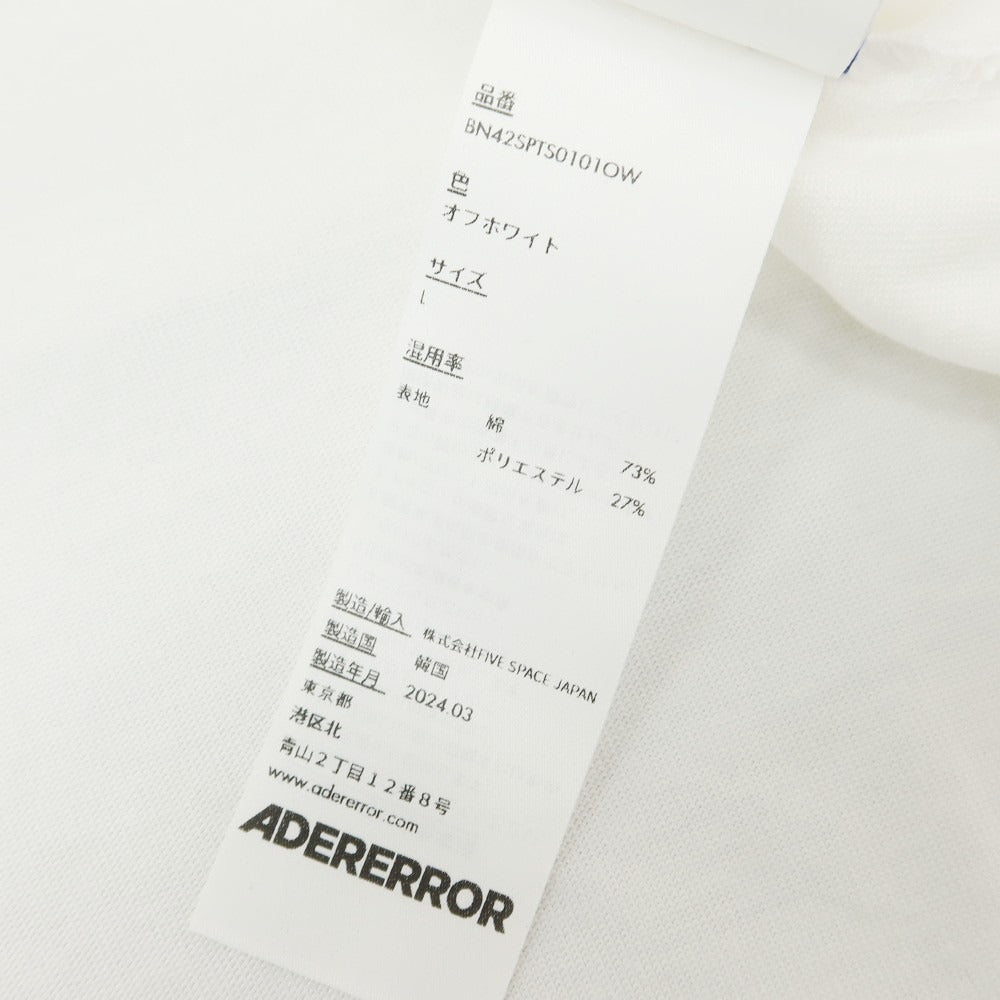 品番
BN42SPTS0101OW
色
オフホワイト
サイズ
L
混用率
表地
綿 73%
ポリエステル 27%
製造/輸入 株式会社FIVE SPACE JAPAN
製造国 韓国
製造年月 2024.03
東京都
港区北
青山2丁目12番8号
www.adererror.com
ADERERROR